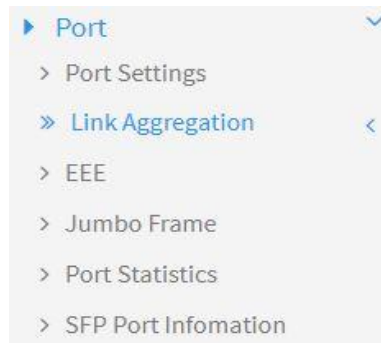 Port
Port Settings
Link Aggregation
EEE
Jumbo Frame
Port Statistics
SFP Port Infomation